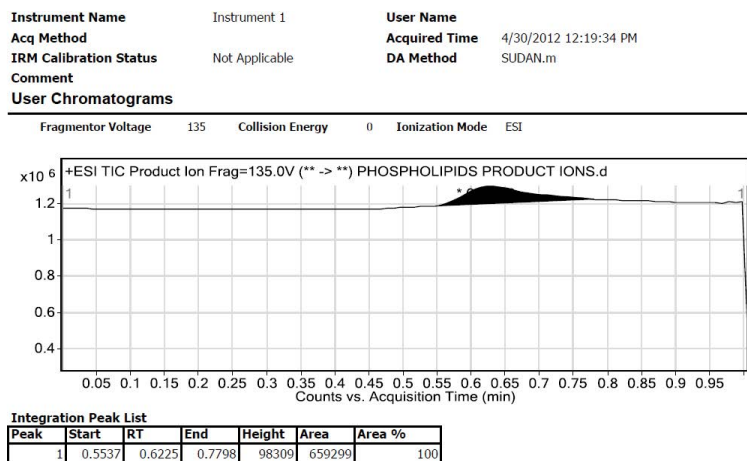 Instrument Name Instrument 1 User Name
Acq Method Acquired Time 4/30/2012 12:19:34 PM
IRM Calibration Status Not Applicable DA Method SUDAN.m
Comment
User Chromatograms
Fragmentor Voltage 135 Collision Energy 0 Ionization Mode ESI
x10 6 +ESI TIC Product Ion Frag=135.0V (** -> **) PHOSPHOLIPIDS PRODUCT IONS.d
1 1
1.2
1
0.8
0.6
0.4
0.05 0.1 0.15 0.2 0.25 0.3 0.35 0.4 0.45 0.5 0.55 0.6 0.65 0.7 0.75 0.8 0.85 0.9 0.95
Counts vs. Acquisition Time (min)
Integration Peak List
Peak Start RT End Height Area Area %
1 0.5537 0.6225 0.7798 98309 659299 100